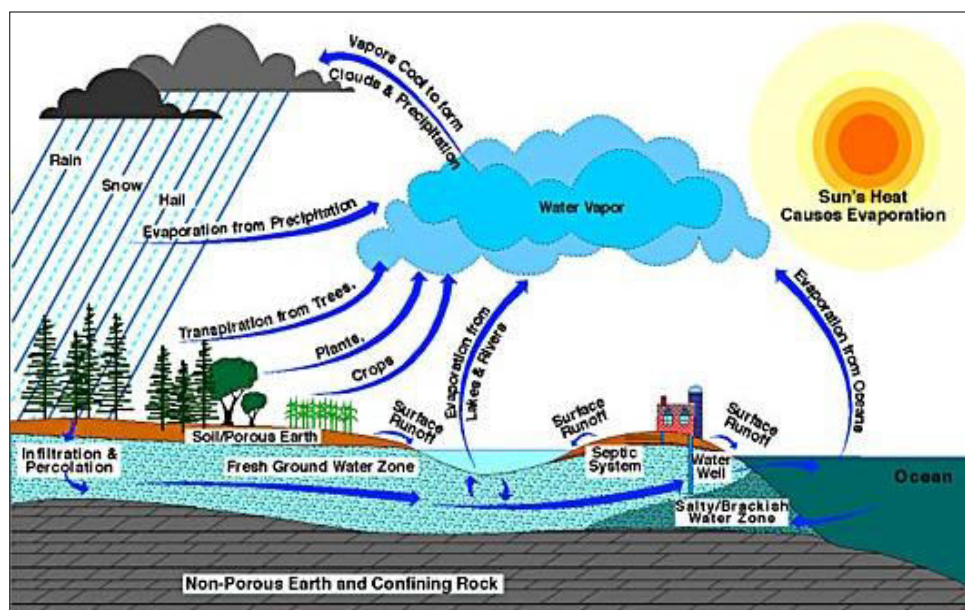 Vapors Cool to form
Clouds & Precipitation
Rain
Snow
Hail
Evaporation from Precipitation
Water Vapor
Sun's Heat
Causes Evaporation
Transpiration from Trees,
Plants,
Crops
Evaporation from
Lakes & Rivers
Evaporation from Oceans
Surface
Runoff
Surface
Runoff
Surface
Runoff
Soil/Porous Earth
Infiltration &
Percolation
Fresh Ground Water Zone
Septic
System
Water
Well
Ocean
Salty/Brackish
Water Zone
Non-Porous Earth and Confining Rock